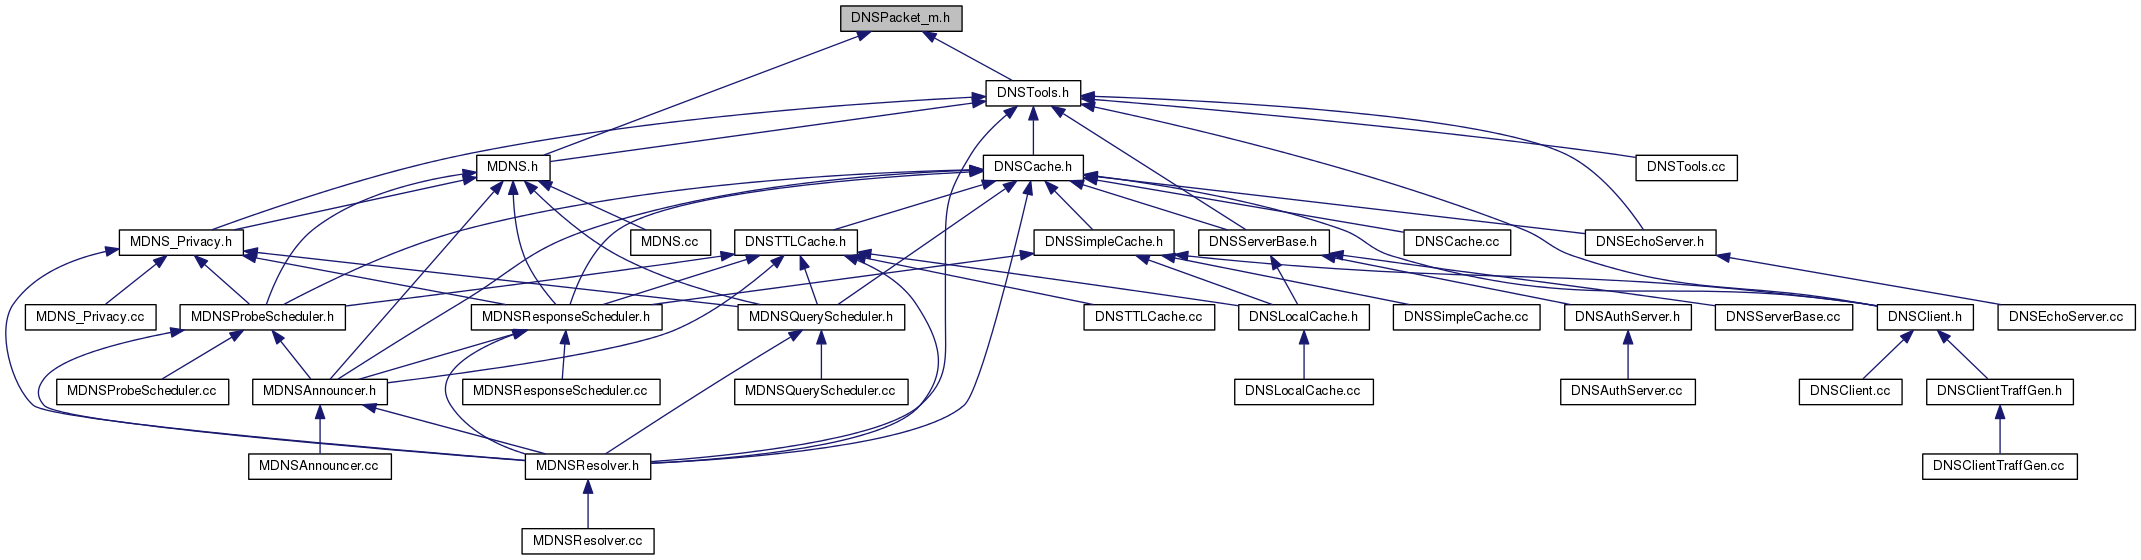 DNSPacket_m.h
DNSTools.h
MDNS.h
DNSCache.h
DNSTools.cc
MDNS_Privacy.h
MDNS.cc
DNSTTLCache.h
DNSSimpleCache.h
DNSServerBase.h
DNSCache.cc
DNSEchoServer.h
MDNS_Privacy.cc
MDNSProbeScheduler.h
MDNSResponseScheduler.h
MDNSQueryScheduler.h
DNSTTLCache.cc
DNSLocalCache.h
DNSSimpleCache.cc
DNSAuthServer.h
DNSServerBase.cc
DNSClient.h
DNSEchoServer.cc
MDNSProbeScheduler.cc
MDNSAnnouncer.h
MDNSResponseScheduler.cc
MDNSQueryScheduler.cc
DNSLocalCache.cc
DNSAuthServer.cc
DNSClient.cc
DNSClientTraffGen.h
MDNSAnnouncer.cc
MDNSResolver.h
DNSClientTraffGen.cc
MDNSResolver.cc